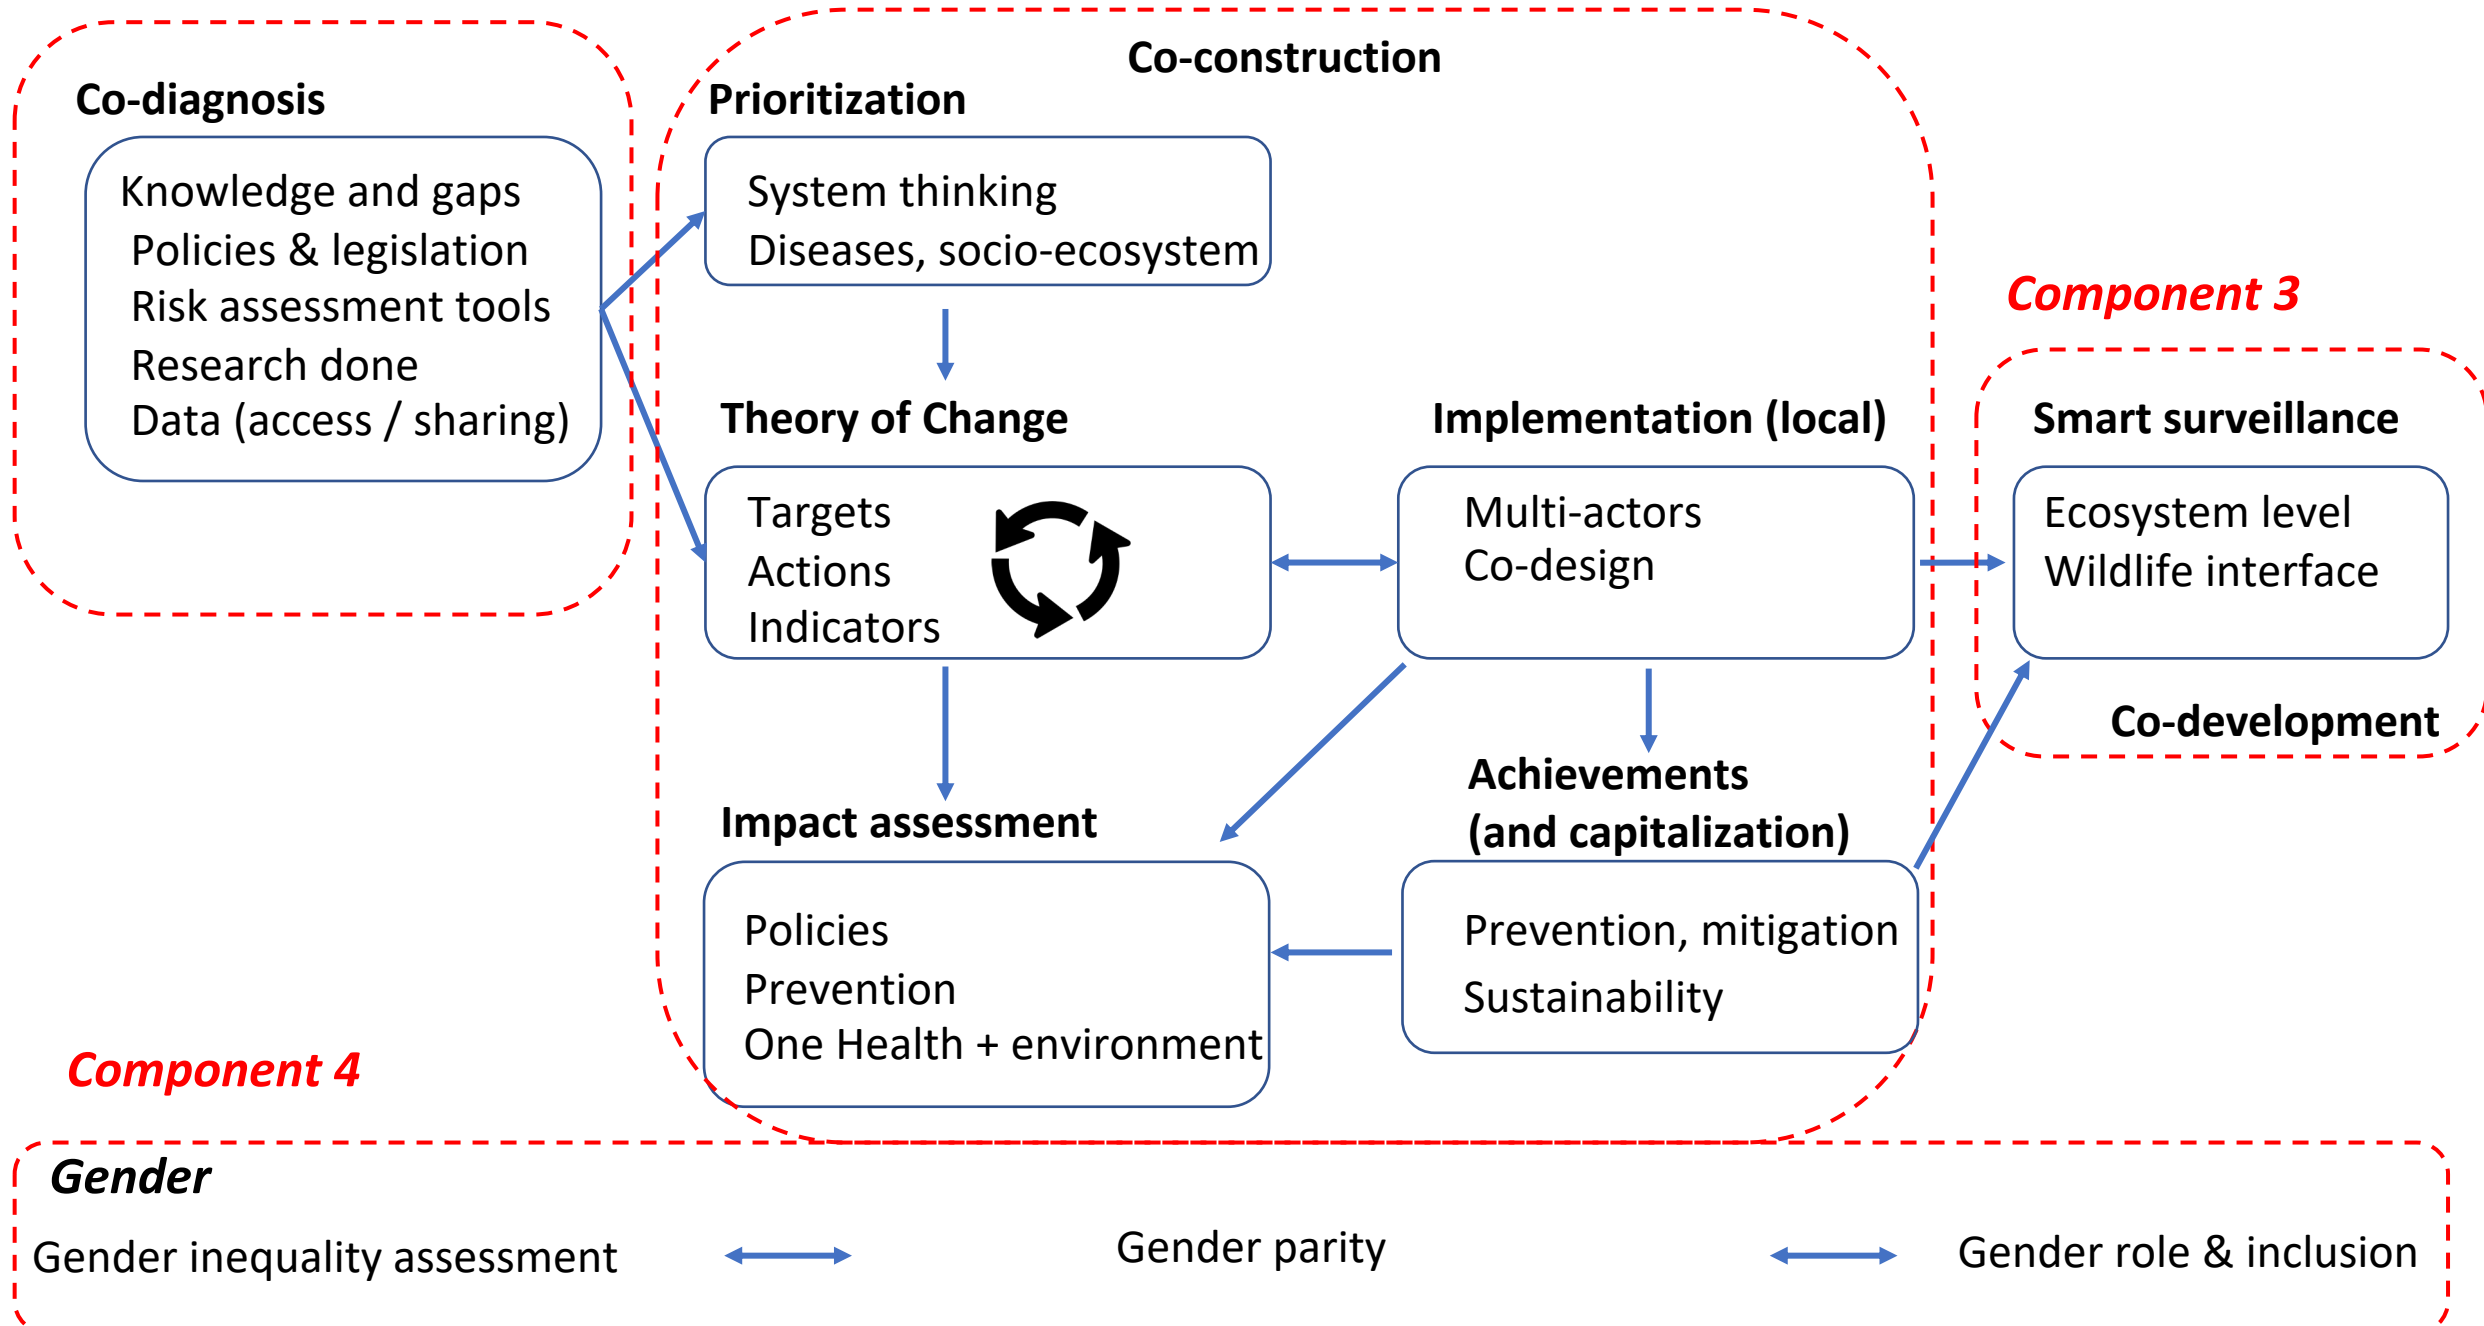 Co-construction
Co-diagnosis
Knowledge and gaps
Policies & legislation
Risk assessment tools
Research done
Data (access / sharing)
Prioritization
System thinking
Diseases, socio-ecosystem
Theory of Change
Targets
Actions
Indicators
Implementation (local)
Multi-actors
Co-design
Component 3
Smart surveillance
Ecosystem level
Wildlife interface
Co-development
Impact assessment
Policies
Prevention
One Health + environment
Achievements
(and capitalization)
Prevention, mitigation
Sustainability
Component 4
Gender
Gender inequality assessment
Gender parity
Gender role & inclusion